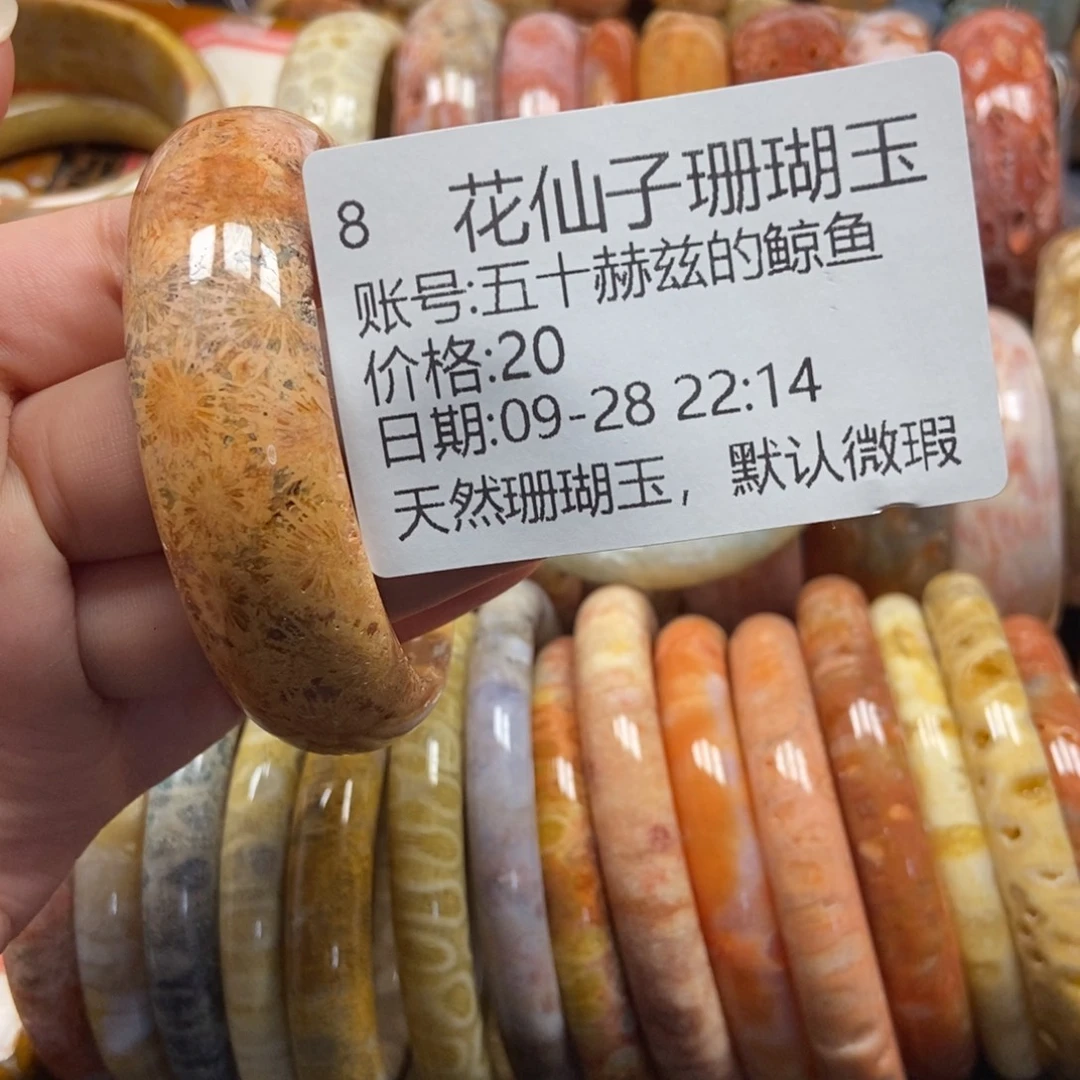 8 花仙子珊瑚玉
账号:五十赫兹的鲸鱼
价格:20
日期:09-28 22:14
天然珊瑚玉，默认微瑕